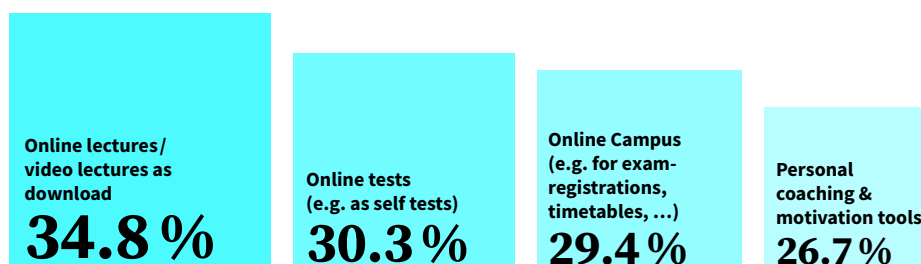 Online lectures/
video lectures as
download
34.8 %
Online tests
(e.g. as self tests)
30.3 %
Online Campus
(e.g. for exam-
registrations,
timetables, ...)
29.4 %
Personal
coaching &
motivation tools
26.7 %